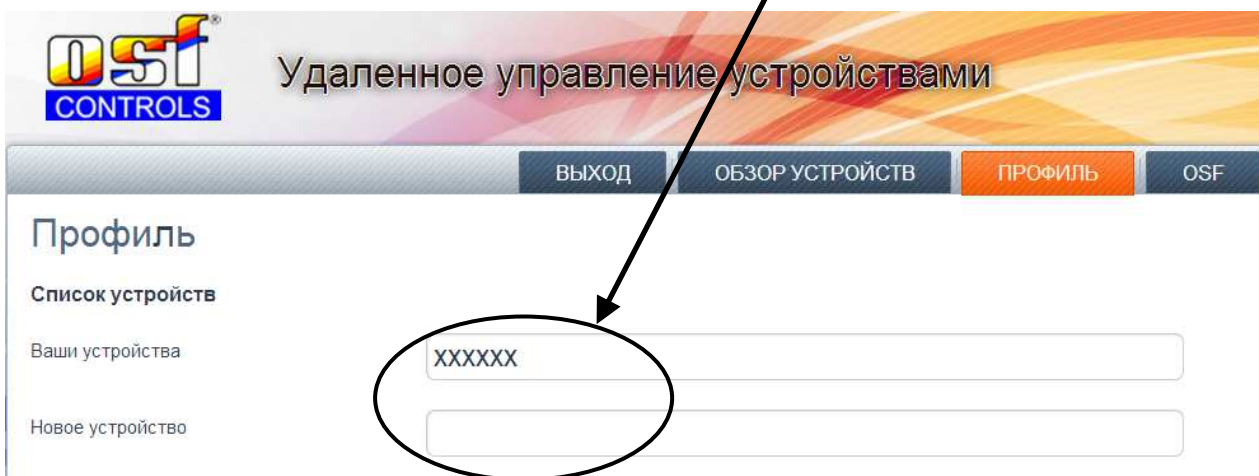 osf®
CONTROLS
Удаленное управление устройствами
ВЫХОД ОБЗОР УСТРОЙСТВ ПРОФИЛЬ OSF
Профиль
Список устройств
Ваши устройства XXXXXX
Новое устройство